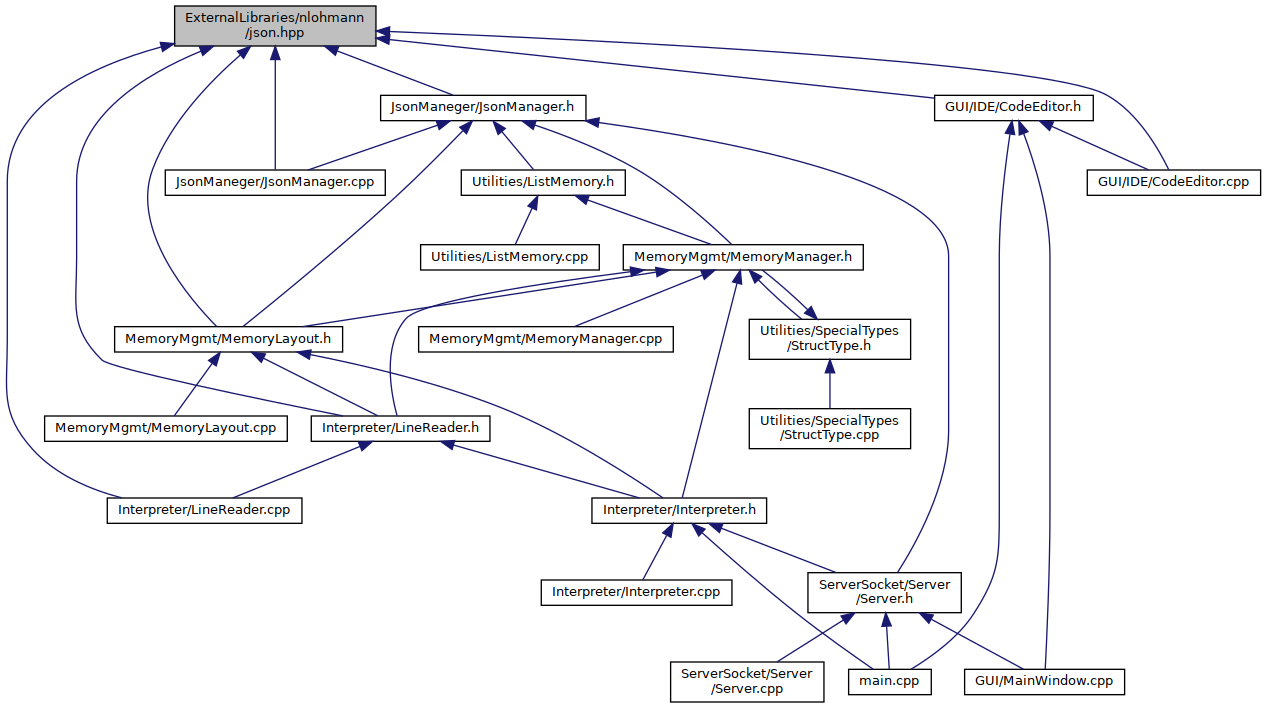 ExternalLibraries/nlohmann
/json.hpp
JsonManeger/JsonManager.h
GUI/IDE/CodeEditor.h
JsonManeger/JsonManager.cpp
Utilities/ListMemory.h
GUI/IDE/CodeEditor.cpp
Utilities/ListMemory.cpp
MemoryMgmt/MemoryManager.h
MemoryMgmt/MemoryLayout.h
MemoryMgmt/MemoryManager.cpp
Utilities/SpecialTypes
/StructType.h
MemoryMgmt/MemoryLayout.cpp
Interpreter/LineReader.h
Utilities/SpecialTypes
/StructType.cpp
Interpreter/LineReader.cpp
Interpreter/Interpreter.h
Interpreter/Interpreter.cpp
ServerSocket/Server
/Server.h
ServerSocket/Server
/Server.cpp
main.cpp
GUI/MainWindow.cpp